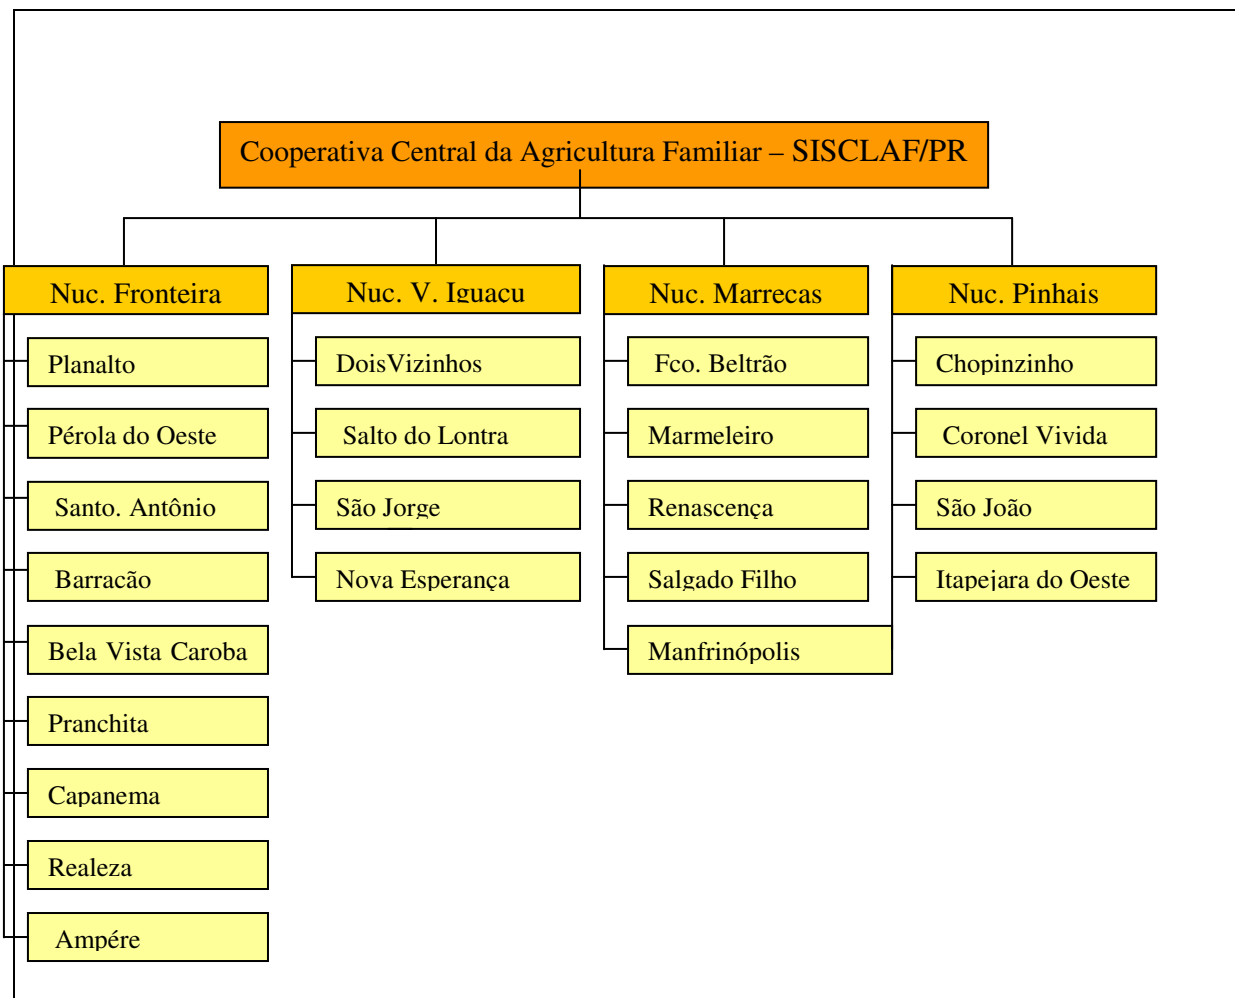 Cooperativa Central da Agricultura Familiar – SISCLAF/PR
Nuc. Fronteira
Planalto
Pérola do Oeste
Santo. Antônio
Barracão
Bela Vista Caroba
Pranchita
Capanema
Realeza
Ampére
Nuc. V. Iguaçu
DoisVizinhos
Salto do Lontra
São Jorge
Nova Esperança
Nuc. Marrecas
Fco. Beltrão
Marmeleiro
Renascença
Salgado Filho
Manfrinópolis
Nuc. Pinhais
Chopinzinho
Coronel Vivida
São João
Itapejara do Oeste